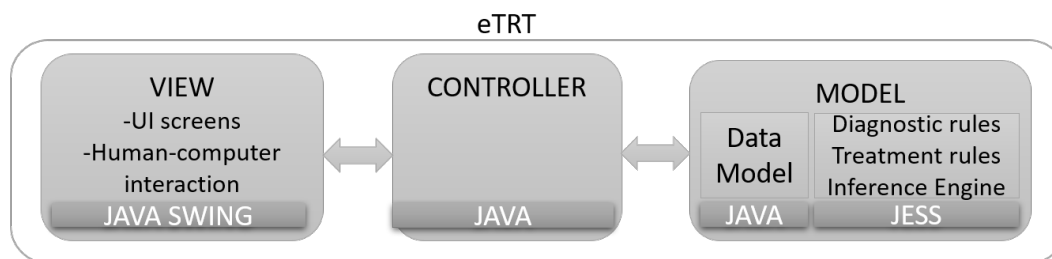 eTRT
VIEW
-UI screens
-Human-computer
interaction
JAVA SWING
CONTROLLER
JAVA
MODEL
Data
Model
JAVA
Diagnostic rules
Treatment rules
Inference Engine
JESS